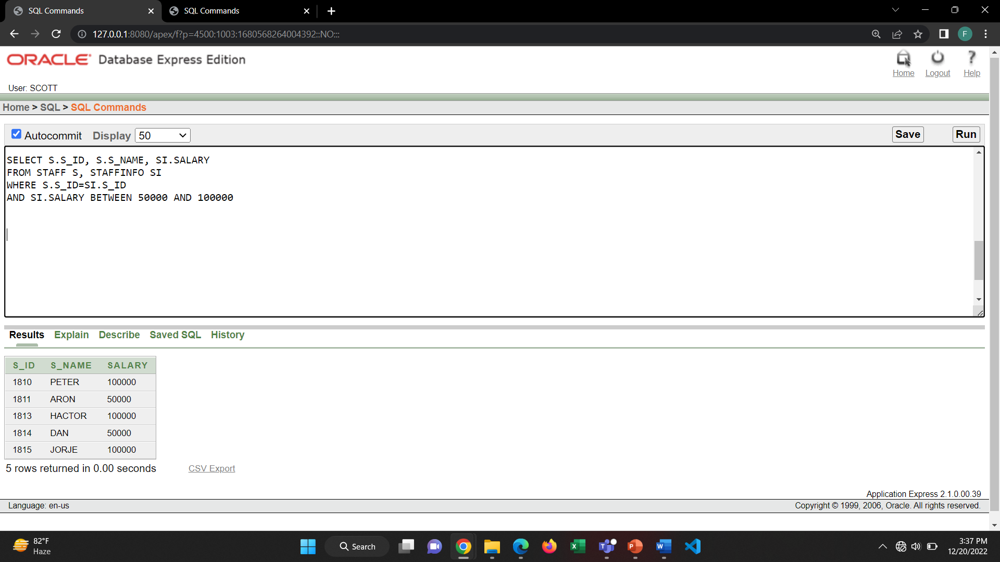 SQL Commands
SQL Commands
127.0.0.1:8080/apex/f?p=4500:1003:1680568264004392::NO:::
F
ORACLE Database Express Edition
Home Logout Help
User: SCOTT
Home > SQL > SQL Commands
Autocommit Display 50 Save Run
SELECT S.S_ID, S.S_NAME, SI.SALARY
FROM STAFF S, STAFFINFO SI
WHERE S.S_ID=SI.S_ID
AND SI.SALARY BETWEEN 50000 AND 100000
Results Explain Describe Saved SQL History
S_ID S_NAME SALARY
1810 PETER 100000
1811 ARON 50000
1813 HACTOR 100000
1814 DAN 50000
1815 JORJE 100000
5 rows returned in 0.00 seconds CSV Export
Application Express 2.1.0.00.39
Language: en-us Copyright © 1999, 2006, Oracle. All rights reserved.
82°F
Haze
Search
3:37 PM
12/20/2022